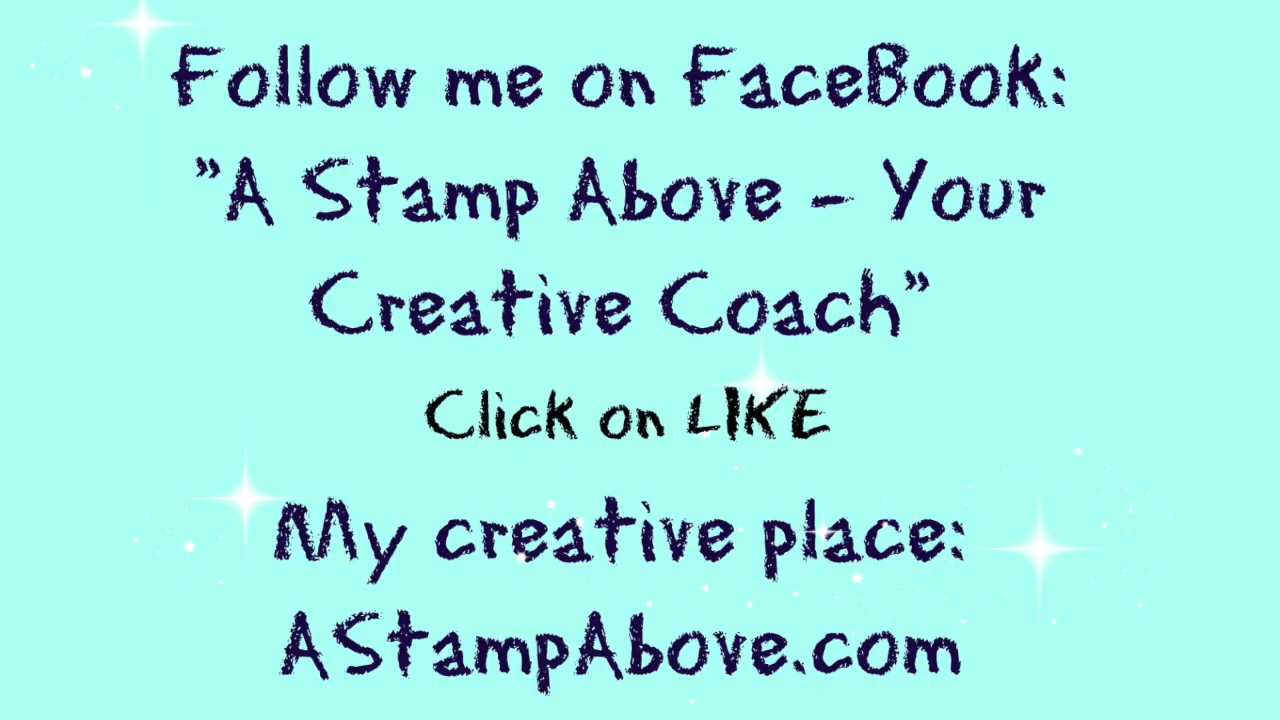 Follow me on FaceBook:
”A Stamp Above - Your
Creative Coach”
Click on LIKE
My creative place:
AStampAbove.com